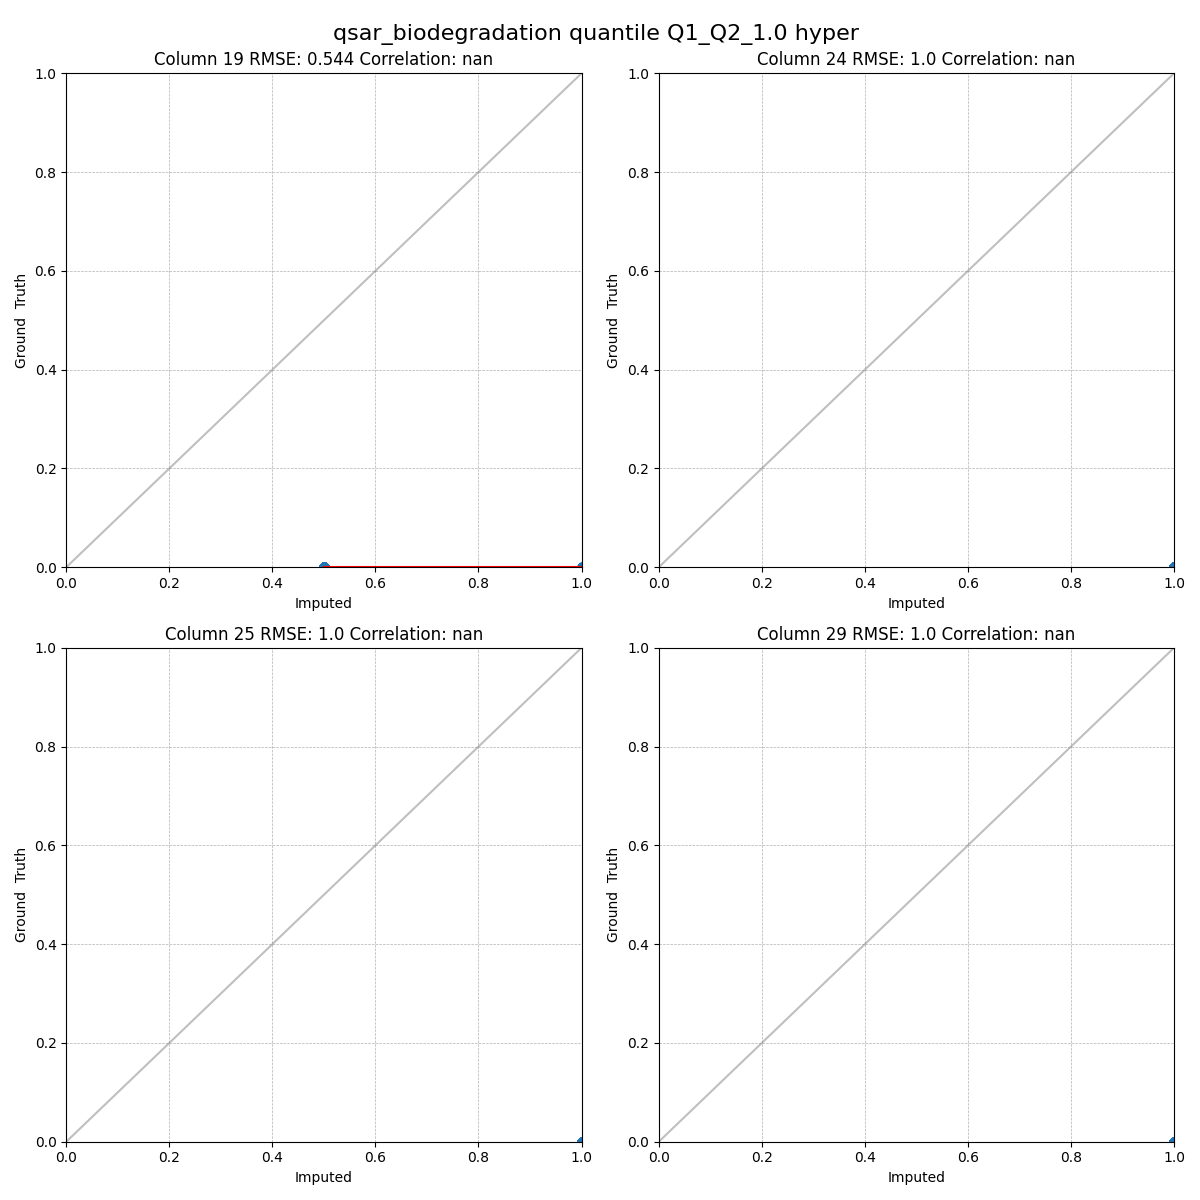 qsar_biodegradation quantile Q1_Q2_1.0 hyper
Column 19 RMSE: 0.544 Correlation: nan
1.0
0.8
0.6
0.4
0.2
0.0
Ground Truth
0.0 0.2 0.4 0.6 0.8 1.0
Imputed
Column 24 RMSE: 1.0 Correlation: nan
1.0
0.8
0.6
0.4
0.2
0.0
Ground Truth
0.0 0.2 0.4 0.6 0.8 1.0
Imputed
Column 25 RMSE: 1.0 Correlation: nan
1.0
0.8
0.6
0.4
0.2
0.0
Ground Truth
0.0 0.2 0.4 0.6 0.8 1.0
Imputed
Column 29 RMSE: 1.0 Correlation: nan
1.0
0.8
0.6
0.4
0.2
0.0
Ground Truth
0.0 0.2 0.4 0.6 0.8 1.0
Imputed